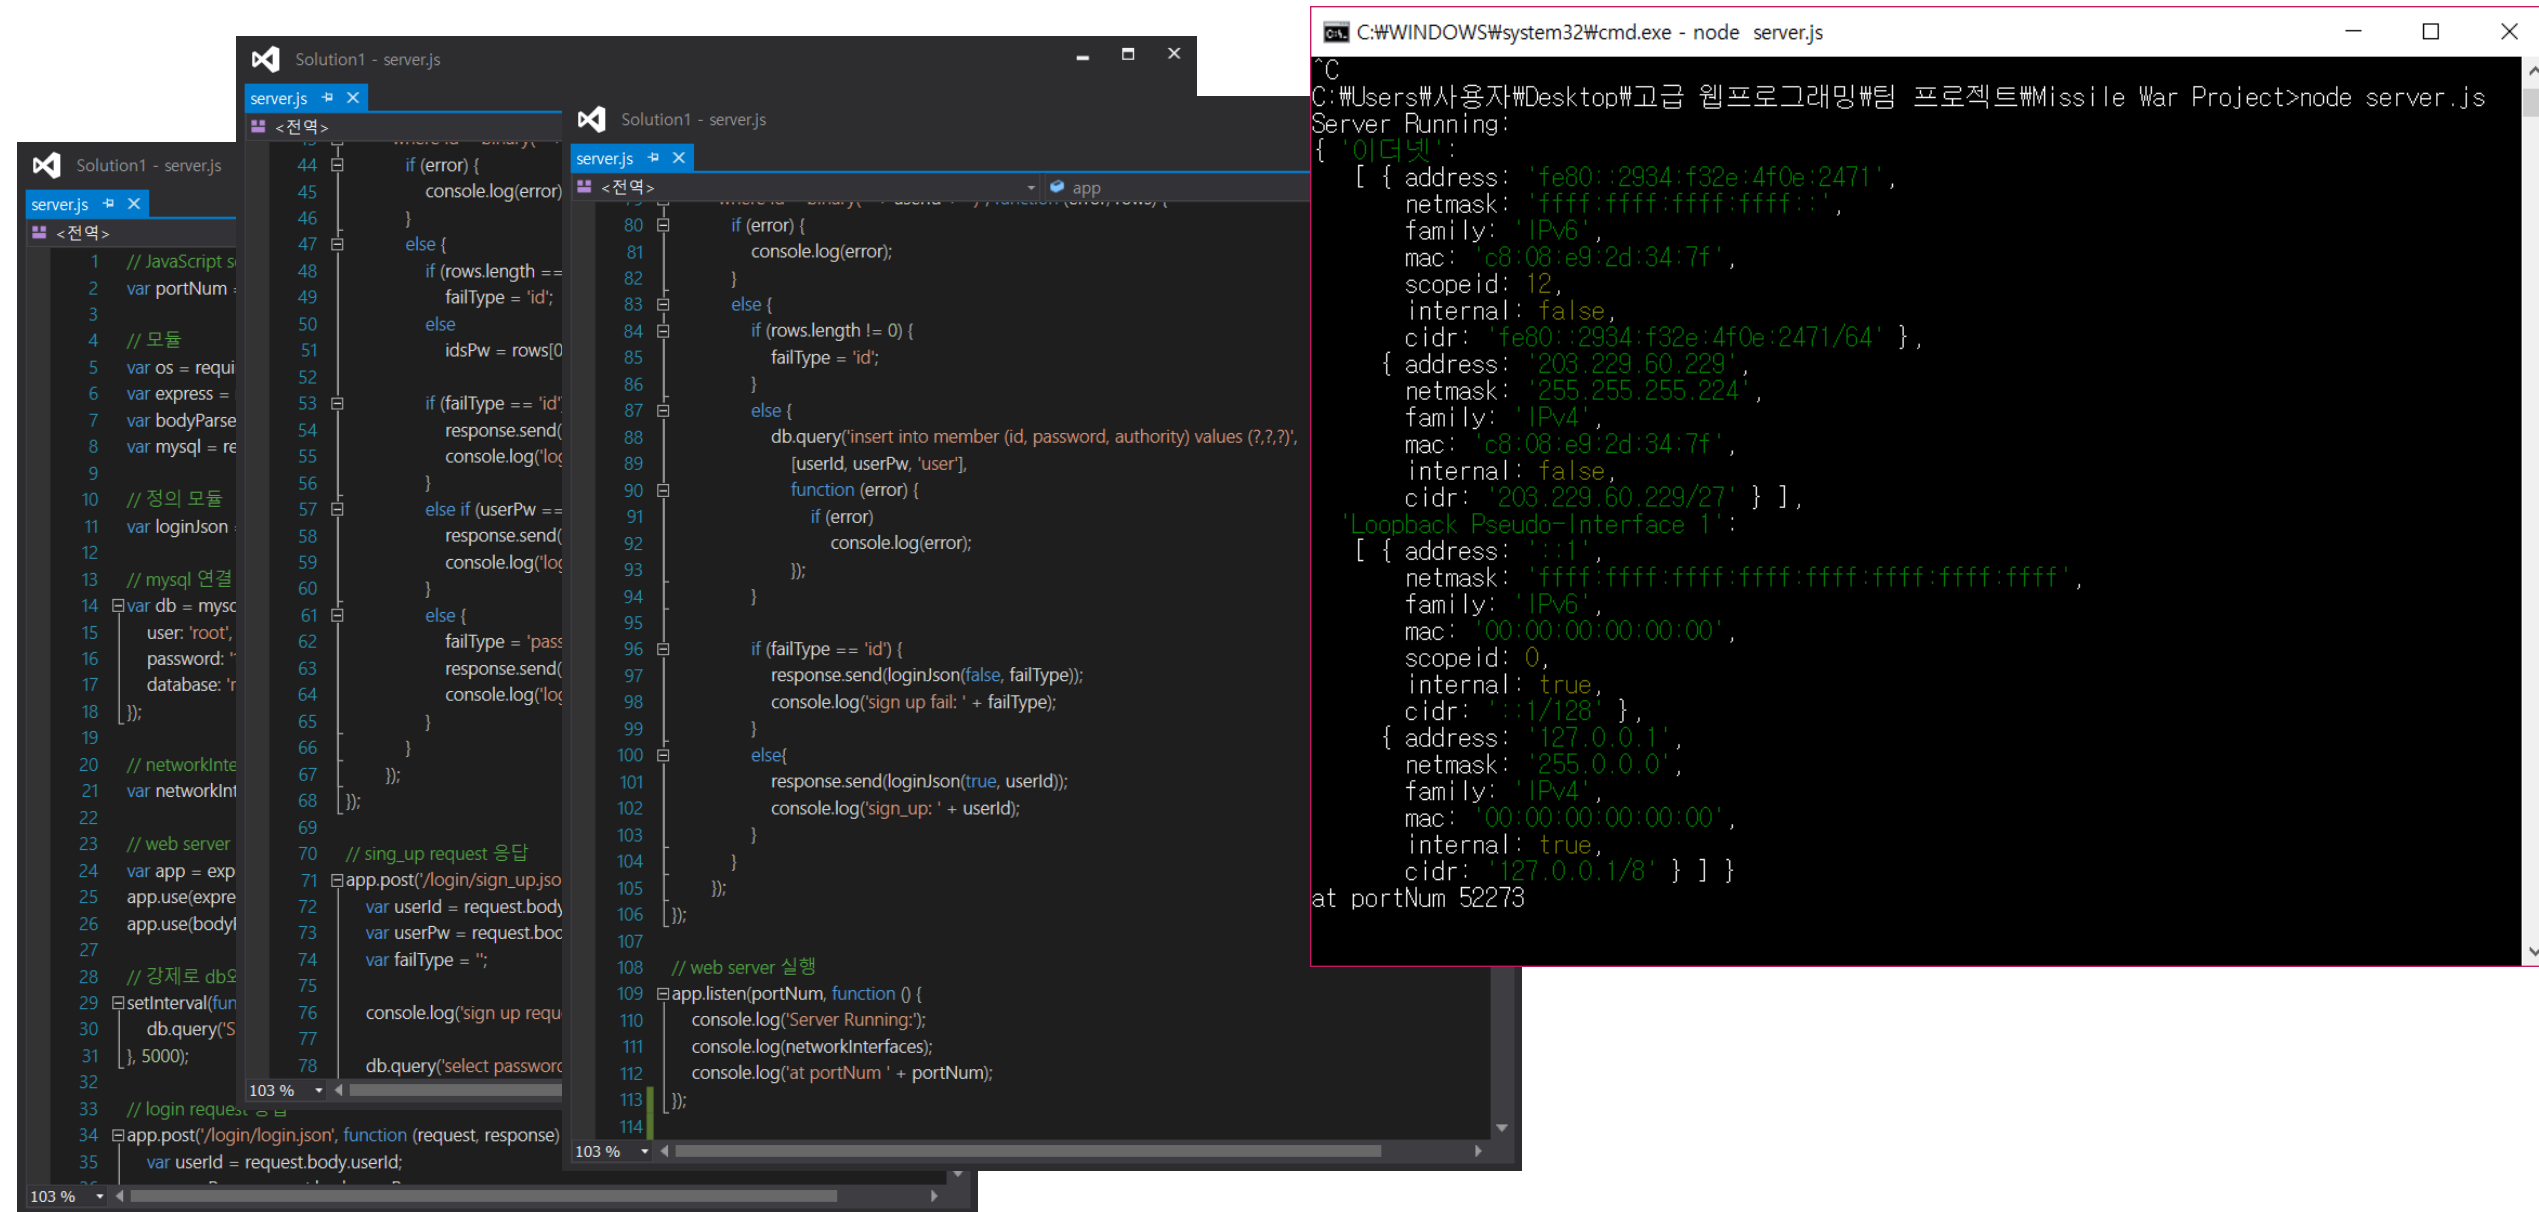 Solution1 - server.js
server.js
<전역>
1 // JavaScript s
2 var portNum =
3
4 // 모듈
5 var os = requi
6 var express =
7 var bodyParse
8 var mysql = re
9
10 // 정의 모듈
11 var loginJson =
12
13 // mysql 연결
14 var db = mysq
15 user: 'root',
16 password: '
17 database: 'r
18 });
19
20 // networkInte
21 var networkInt
22
23 // web server
24 var app = exp
25 app.use(expre
26 app.use(bodyP
27
28 // 강제로 db와
29 setInterval(fun
30 db.query('S
31 }, 5000);
32
33 // login request 응답
34 app.post('/login/login.json', function (request, response)
35 var userId = request.body.userId;
103 %
Solution1 - server.js
server.js
<전역>
44 if (error) {
45 console.log(error)
46 }
47 else {
48 if (rows.length ==
49 failType = 'id';
50 else
51 idsPw = rows[0
52
53 if (failType == 'id'
54 response.send(
55 console.log('log
56 }
57 else if (userPw ==
58 response.send(
59 console.log('log
60 }
61 else {
62 failType = 'pass
63 response.send(
64 console.log('log
65 }
66 }
67 });
68 });
69
70 // sing_up request 응답
71 app.post('/login/sign_up.jso
72 var userId = request.body
73 var userPw = request.boo
74 var failType = '';
75
76 console.log('sign up requ
77
78 db.query('select password
103 %
Solution1 - server.js
server.js
<전역> app
79 where id = binary(' + userId + ')', function (error, rows) {
80 if (error) {
81 console.log(error);
82 }
83 else {
84 if (rows.length != 0) {
85 failType = 'id';
86 }
87 else {
88 db.query('insert into member (id, password, authority) values (?,?,?)',
89 [userId, userPw, 'user'],
90 function (error) {
91 if (error)
92 console.log(error);
93 });
94 }
95
96 if (failType == 'id') {
97 response.send(loginJson(false, failType));
98 console.log('sign up fail: ' + failType);
99 }
100 else{
101 response.send(loginJson(true, userId));
102 console.log('sign_up: ' + userId);
103 }
104 }
105 });
106 });
107
108 // web server 실행
109 app.listen(portNum, function () {
110 console.log('Server Running:');
111 console.log(networkInterfaces);
112 console.log('at portNum ' + portNum);
113 });
114
103 %
C:₩WINDOWS₩system32₩cmd.exe - node server.js
^C
C:₩Users₩사용자₩Desktop₩고급 웹프로그래밍₩팀 프로젝트₩Missile War Project>node server.js
Server Running:
{ '이더넷':
[ { address: 'fe80::2934:f32e:4f0e:2471',
netmask: 'ffff:ffff:ffff:ffff::',
family: 'IPv6',
mac: 'c8:08:e9:2d:34:7f',
scopeid: 12,
internal: false,
cidr: 'fe80::2934:f32e:4f0e:2471/64' },
{ address: '203.229.60.229',
netmask: '255.255.255.224',
family: 'IPv4',
mac: 'c8:08:e9:2d:34:7f',
internal: false,
cidr: '203.229.60.229/27' } ],
'Loopback Pseudo-Interface 1':
[ { address: '::1',
netmask: 'ffff:ffff:ffff:ffff:ffff:ffff:ffff:ffff',
family: 'IPv6',
mac: '00:00:00:00:00:00',
scopeid: 0,
internal: true,
cidr: '::1/128' },
{ address: '127.0.0.1',
netmask: '255.0.0.0',
family: 'IPv4',
mac: '00:00:00:00:00:00',
internal: true,
cidr: '127.0.0.1/8' } ] }
at portNum 52273